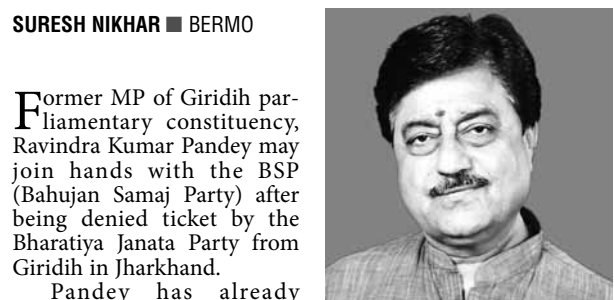 SURESH NIKHAR ■ BERMO
Former MP of Giridih par-
liamentary constituency,
Ravindra Kumar Pandey may
join hands with the BSP
(Bahujan Samaj Party) after
being denied ticket by the
Bharatiya Janata Party from
Giridih in Jharkhand.
Pandey has already